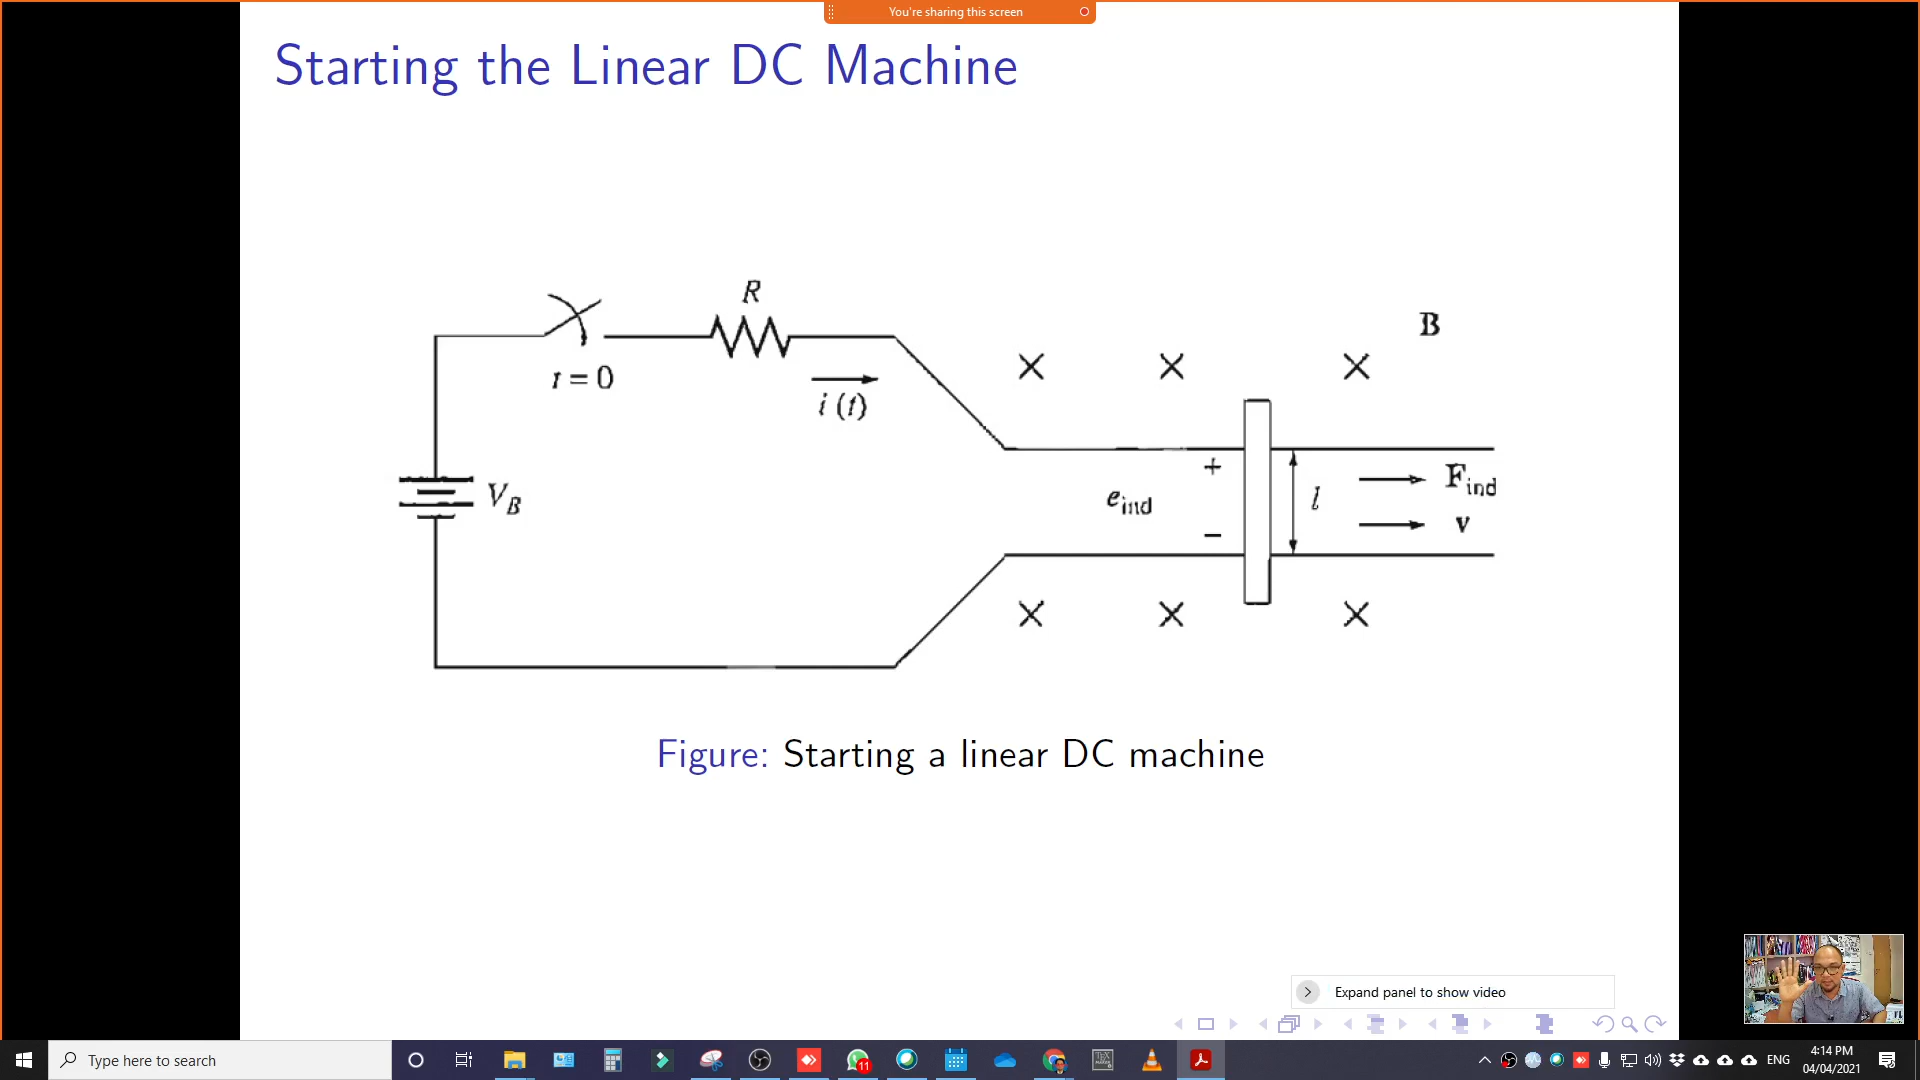 You're sharing this screen
Starting the Linear DC Machine
R
B
t = 0
i (t)
+
F_ind
V_B
e_ind
l
v
−
Figure: Starting a linear DC machine
Expand panel to show video
Type here to search
11
ENG
4:14 PM
04/04/2021